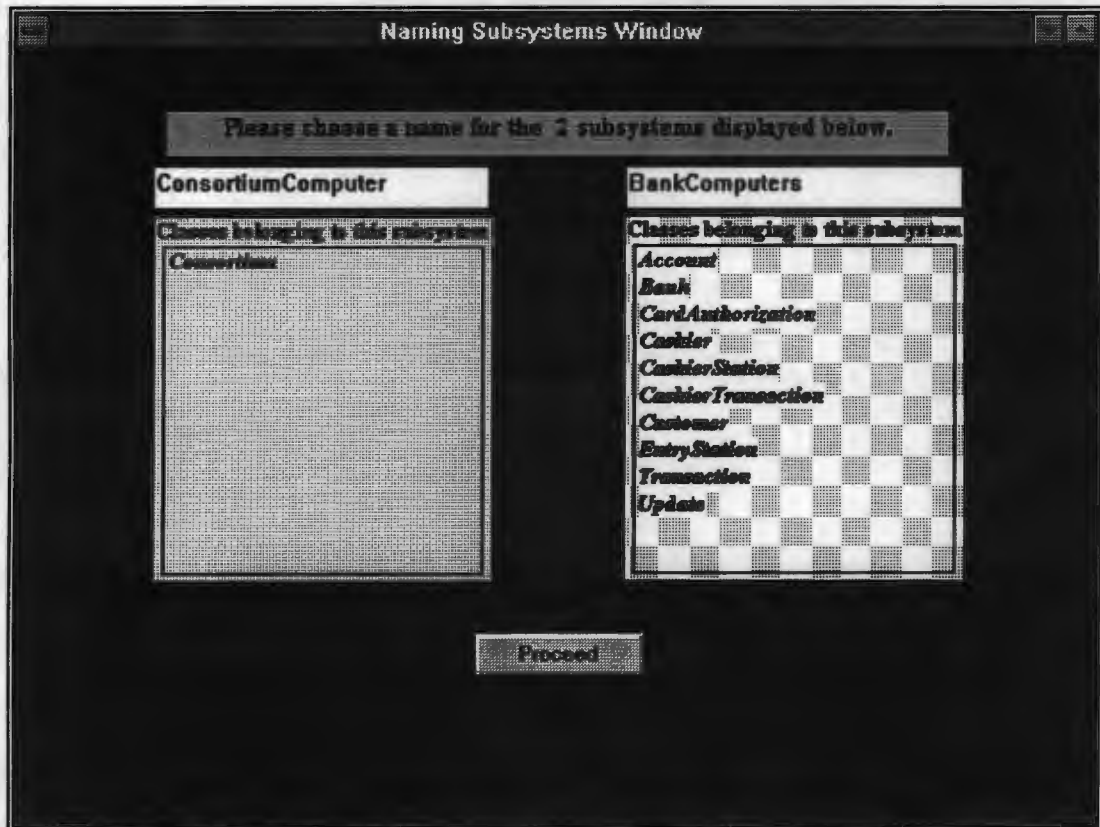 Naming Subsystems Window
Please choose a name for the 2 subsystems displayed below.
ConsortiumComputer
Classes belonging to this subsystem
Consortium
BankComputers
Classes belonging to this subsystem
Account
Bank
CardAuthorization
Cashier
CashierStation
CashierTransaction
Customer
EntryStation
Transaction
Update
Proceed